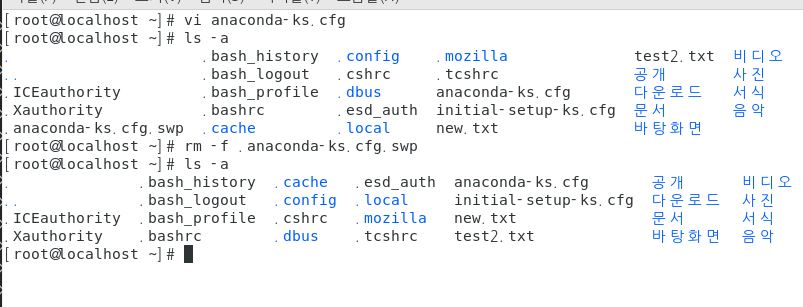 [root@localhost ~]# vi anaconda-ks.cfg
[root@localhost ~]# ls -a
. .bash_history .config .mozilla test2.txt 비디오
.. .bash_logout .cshrc .tcshrc 공개 사진
.ICEauthority .bash_profile .dbus anaconda-ks.cfg 다운로드 서식
.Xauthority .bashrc .esd_auth initial-setup-ks.cfg 문서 음악
.anaconda-ks.cfg.swp .cache .local new.txt 바탕화면
[root@localhost ~]# rm -f .anaconda-ks.cfg.swp
[root@localhost ~]# ls -a
. .bash_history .cache .esd_auth anaconda-ks.cfg 공개 비디오
.. .bash_logout .config .local initial-setup-ks.cfg 다운로드 사진
.ICEauthority .bash_profile .cshrc .mozilla new.txt 문서 서식
.Xauthority .bashrc .dbus .tcshrc test2.txt 바탕화면 음악
[root@localhost ~]#